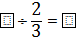 □ ÷ 2/3 = □